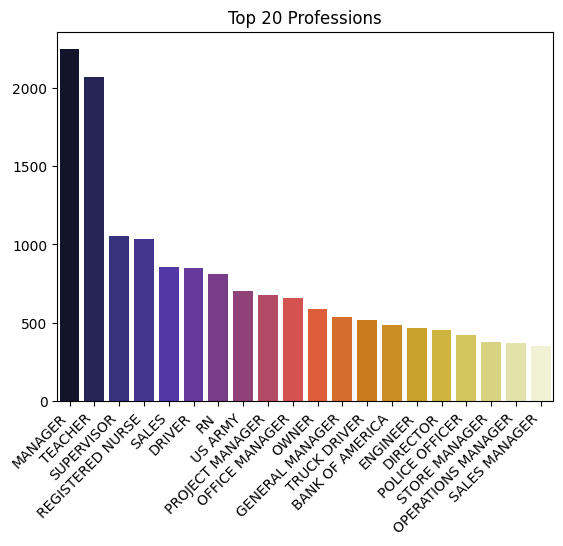 Top 20 Professions
2000
1500
1000
500
0
MANAGER
TEACHER
SUPERVISOR
REGISTERED NURSE
SALES
DRIVER
RN
US ARMY
PROJECT MANAGER
OFFICE MANAGER
OWNER
GENERAL MANAGER
TRUCK DRIVER
BANK OF AMERICA
ENGINEER
DIRECTOR
POLICE OFFICER
STORE MANAGER
OPERATIONS MANAGER
SALES MANAGER